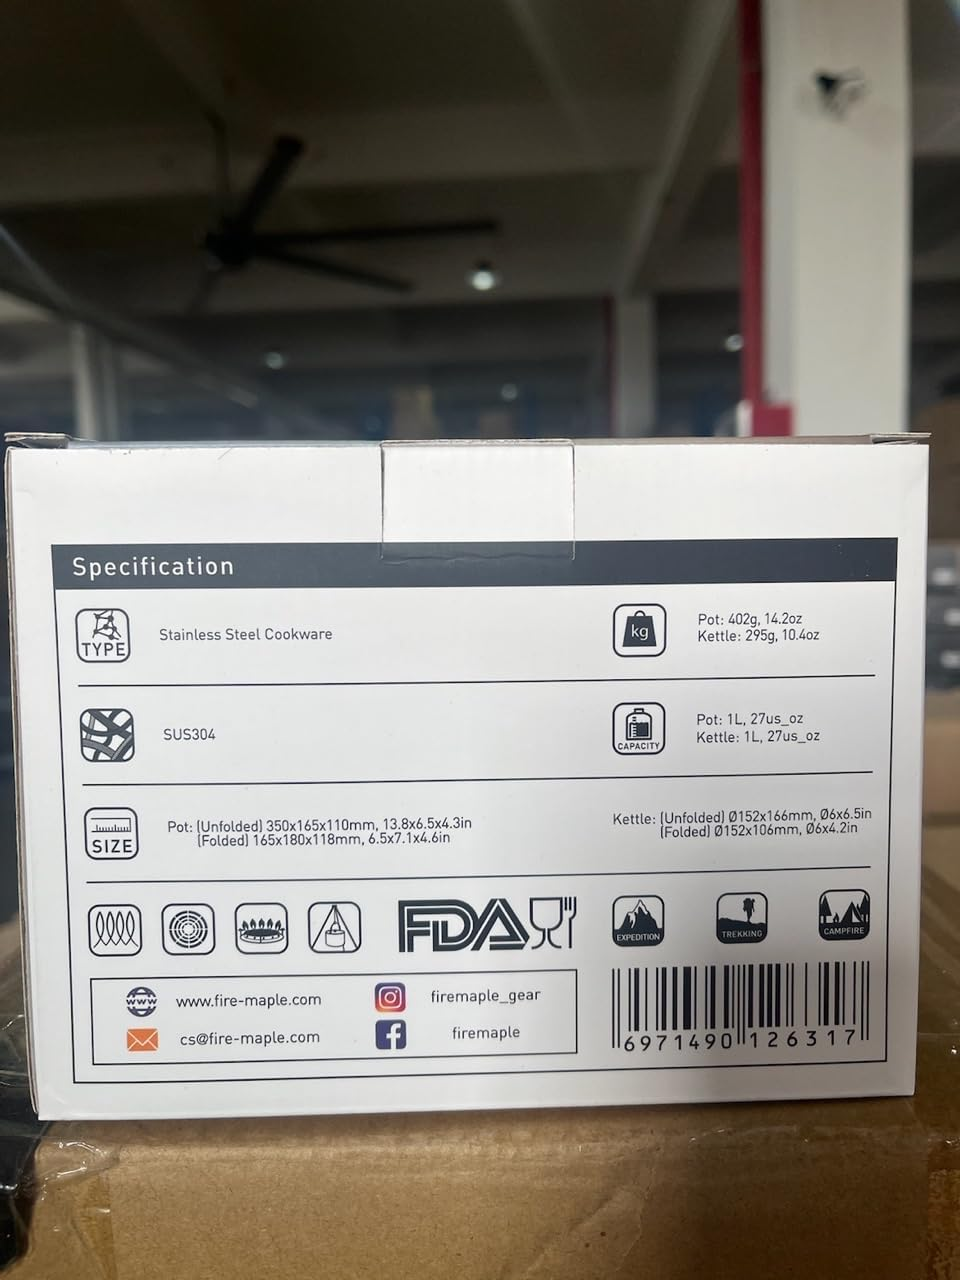 Specification
TYPE
Stainless Steel Cookware
kg
Pot: 402g, 14.2oz
Kettle: 295g, 10.4oz
SUS304
CAPACITY
Pot: 1L, 27us_oz
Kettle: 1L, 27us_oz
SIZE
Pot: (Unfolded) 350x165x110mm, 13.8x6.5x4.3in
(Folded) 165x180x118mm, 6.5x7.1x4.6in
Kettle: (Unfolded) Ø152x166mm, Ø6x6.5in
(Folded) Ø152x106mm, Ø6x4.2in
FDA
EXPEDITION
TREKKING
CAMPFIRE
www
www.fire-maple.com
firemaple_gear
cs@fire-maple.com
firemaple
6971490126317